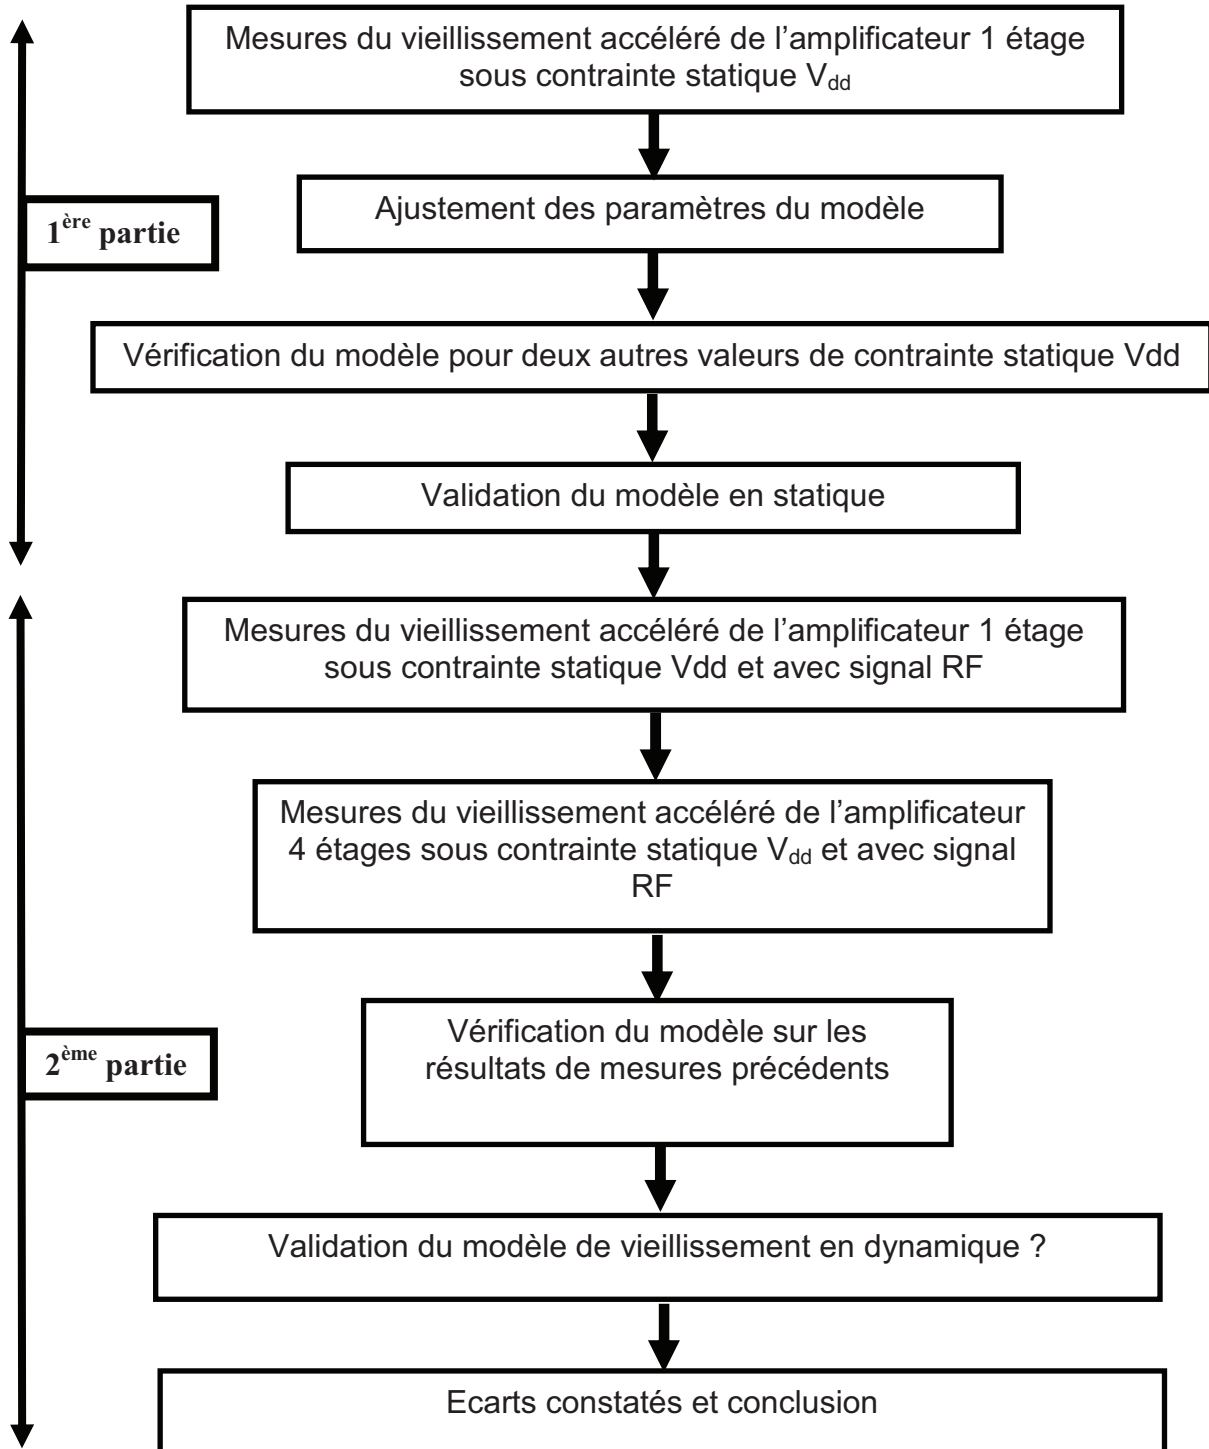 Mesures du vieillissement accéléré de l’amplificateur 1 étage
sous contrainte statique Vdd
Ajustement des paramètres du modèle
1ère partie
Vérification du modèle pour deux autres valeurs de contrainte statique Vdd
Validation du modèle en statique
Mesures du vieillissement accéléré de l’amplificateur 1 étage
sous contrainte statique Vdd et avec signal RF
Mesures du vieillissement accéléré de l’amplificateur
4 étages sous contrainte statique Vdd et avec signal
RF
Vérification du modèle sur les
résultats de mesures précédents
2ème partie
Validation du modèle de vieillissement en dynamique ?
Ecarts constatés et conclusion